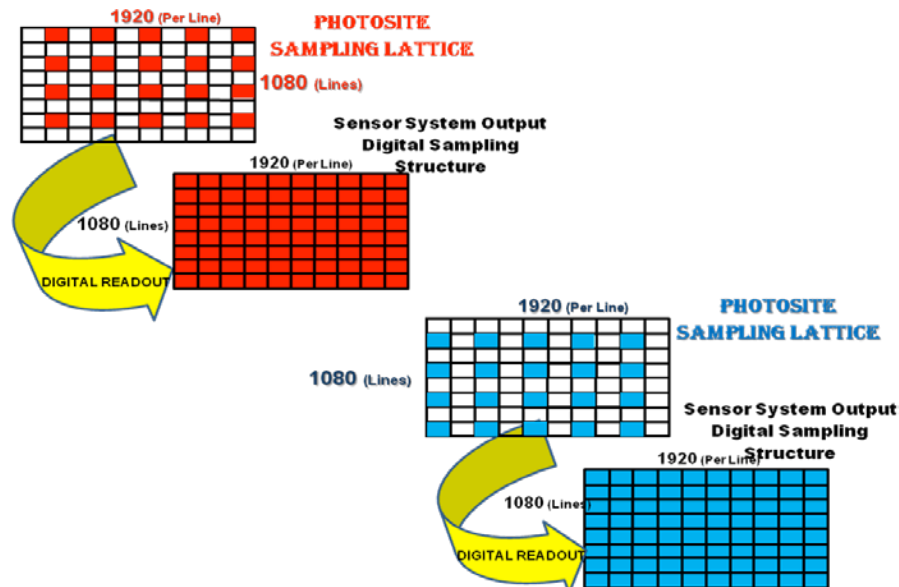 1920 (Per Line)
PHOTOSITE
SAMPLING LATTICE
1080 (Lines)
Sensor System Output
Digital Sampling
Structure
1920 (Per Line)
1080 (Lines)
DIGITAL READOUT
1920 (Per Line)
PHOTOSITE
SAMPLING LATTICE
1080 (Lines)
Sensor System Output
Digital Sampling
Structure
1920 (Per Line)
1080 (Lines)
DIGITAL READOUT